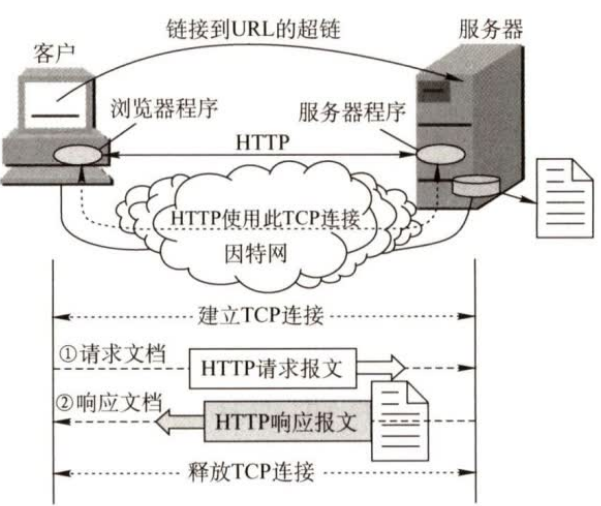 链接到URL的超链
服务器
客户
浏览器程序
服务器程序
HTTP
HTTP使用此TCP连接
因特网
建立TCP连接
①请求文档
HTTP请求报文
②响应文档
HTTP响应报文
释放TCP连接